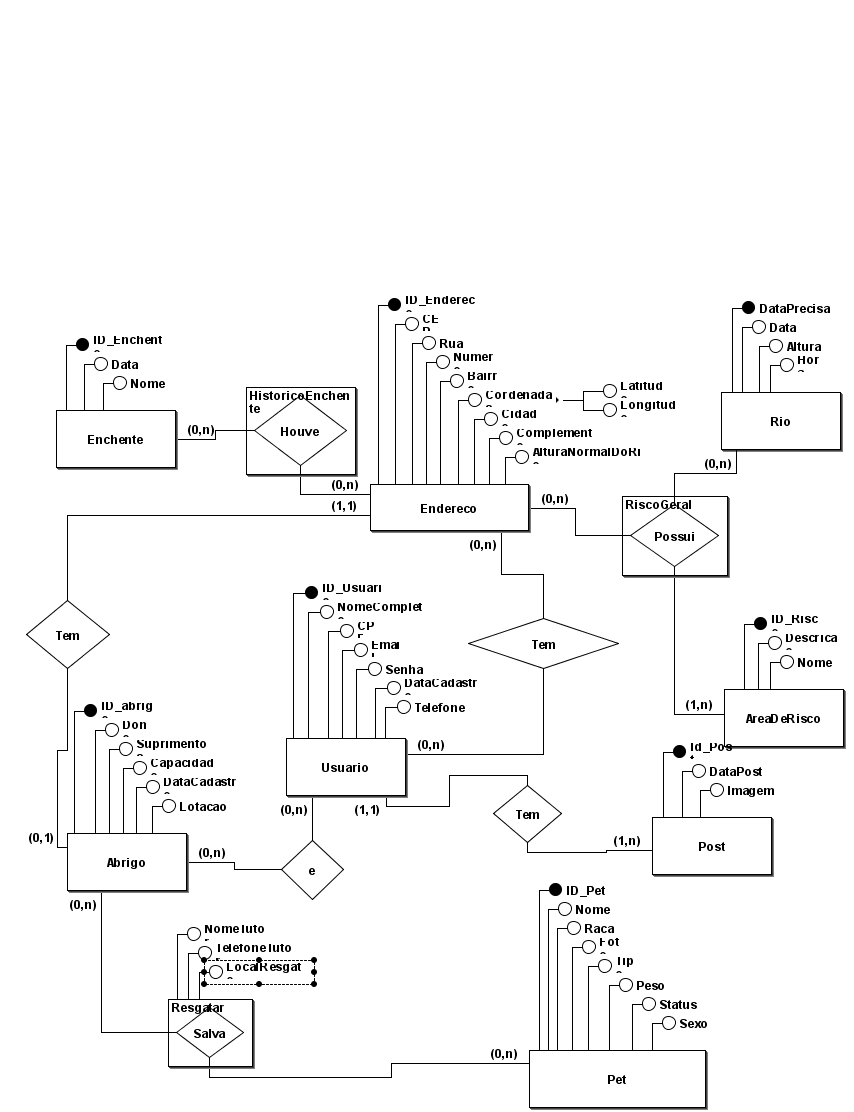 ID_Enderec
CE
Rua
Numer
Bairr
Cordenada
Latitud
Longitud
Cidad
Complement
AlturaNormalDoRi
DataPrecisa
Data
Altura
Hor
Rio
ID_Enchent
Data
Nome
Enchente
(0,n)
HistoricoEnchen
te
Houve
(0,n)
(1,1)
Endereco
(0,n)
(0,n)
(0,n)
RiscoGeral
Possui
Tem
ID_Usuari
NomeComplet
CP
Emai
Senha
DataCadastr
Telefone
Tem
ID_Risc
Descrica
Nome
(1,n)
AreaDeRisco
ID_abrig
Don
Suprimento
Capacidad
DataCadastr
Lotacao
(0,1)
Abrigo
(0,n)
(0,n)
Usuario
(0,n)
(0,n)
(1,1)
e
Tem
Id_Pos
DataPost
Imagem
(1,n)
Post
NomeTuto
TelefoneTuto
LocalResgat
Resgatar
Salva
ID_Pet
Nome
Raca
Fot
Tip
Peso
Status
Sexo
(0,n)
Pet